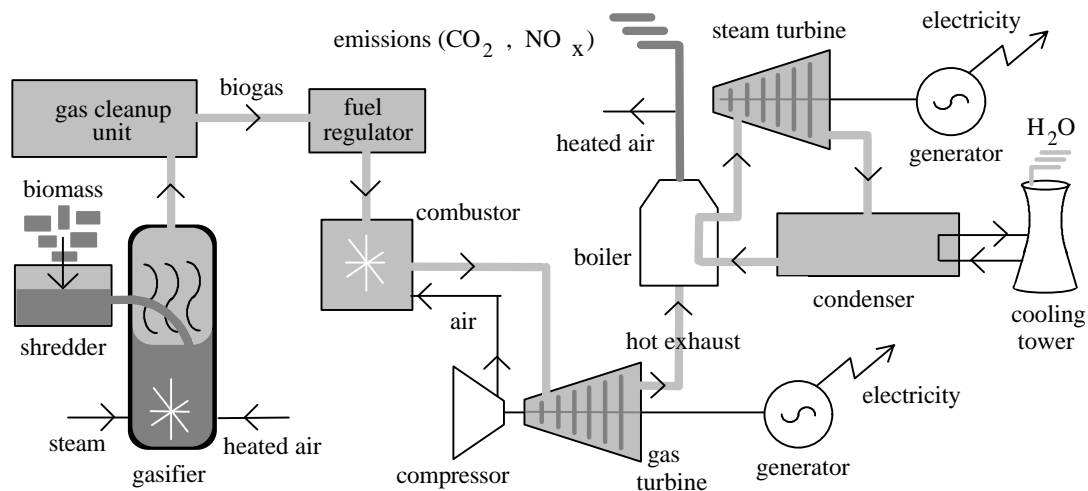 electricity
steam turbine
emissions (CO2 , NO x)
biogas
gas cleanup
unit
fuel
regulator
heated air
generator
H2O
biomass
combustor
boiler
condenser
cooling
tower
shredder
air
hot exhaust
electricity
steam
heated air
gasifier
compressor
gas
turbine
generator